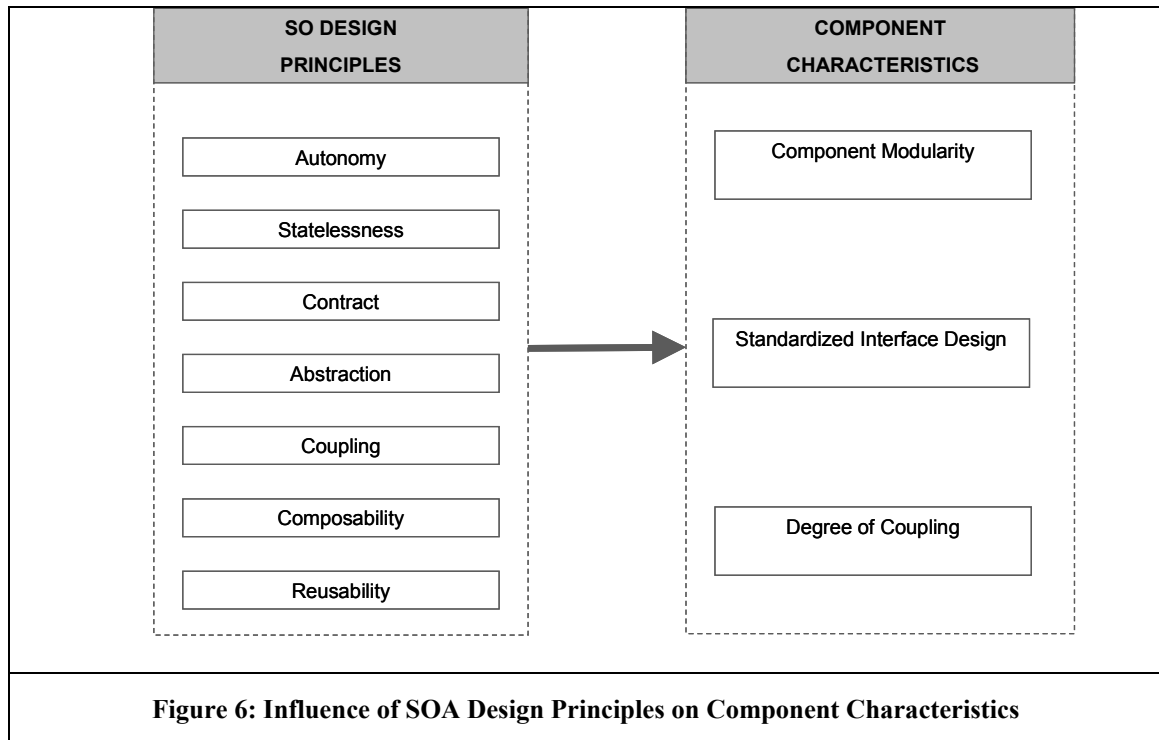 SO DESIGN
PRINCIPLES
Autonomy
Statelessness
Contract
Abstraction
Coupling
Composability
Reusability
COMPONENT
CHARACTERISTICS
Component Modularity
Standardized Interface Design
Degree of Coupling
Figure 6: Influence of SOA Design Principles on Component Characteristics